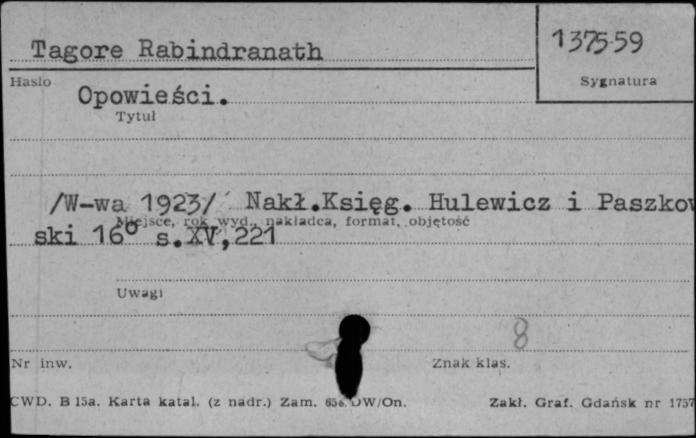 Tagore Rabindranath
1375-59
Hasło
Sygnatura
Opowieści.
Tytuł
/W-wa 1923/ Nakł.Księg. Hulewicz i Paszkow
Miejsce, rok wyd., nakładca, format, objętość
ski 16° s.XV,221
Uwagi
8
Nr inw.
Znak klas.
CWD. B 15a. Karta katal. (z nadr.) Zam. DW/On.
Zakł. Graf. Gdańsk nr 1757